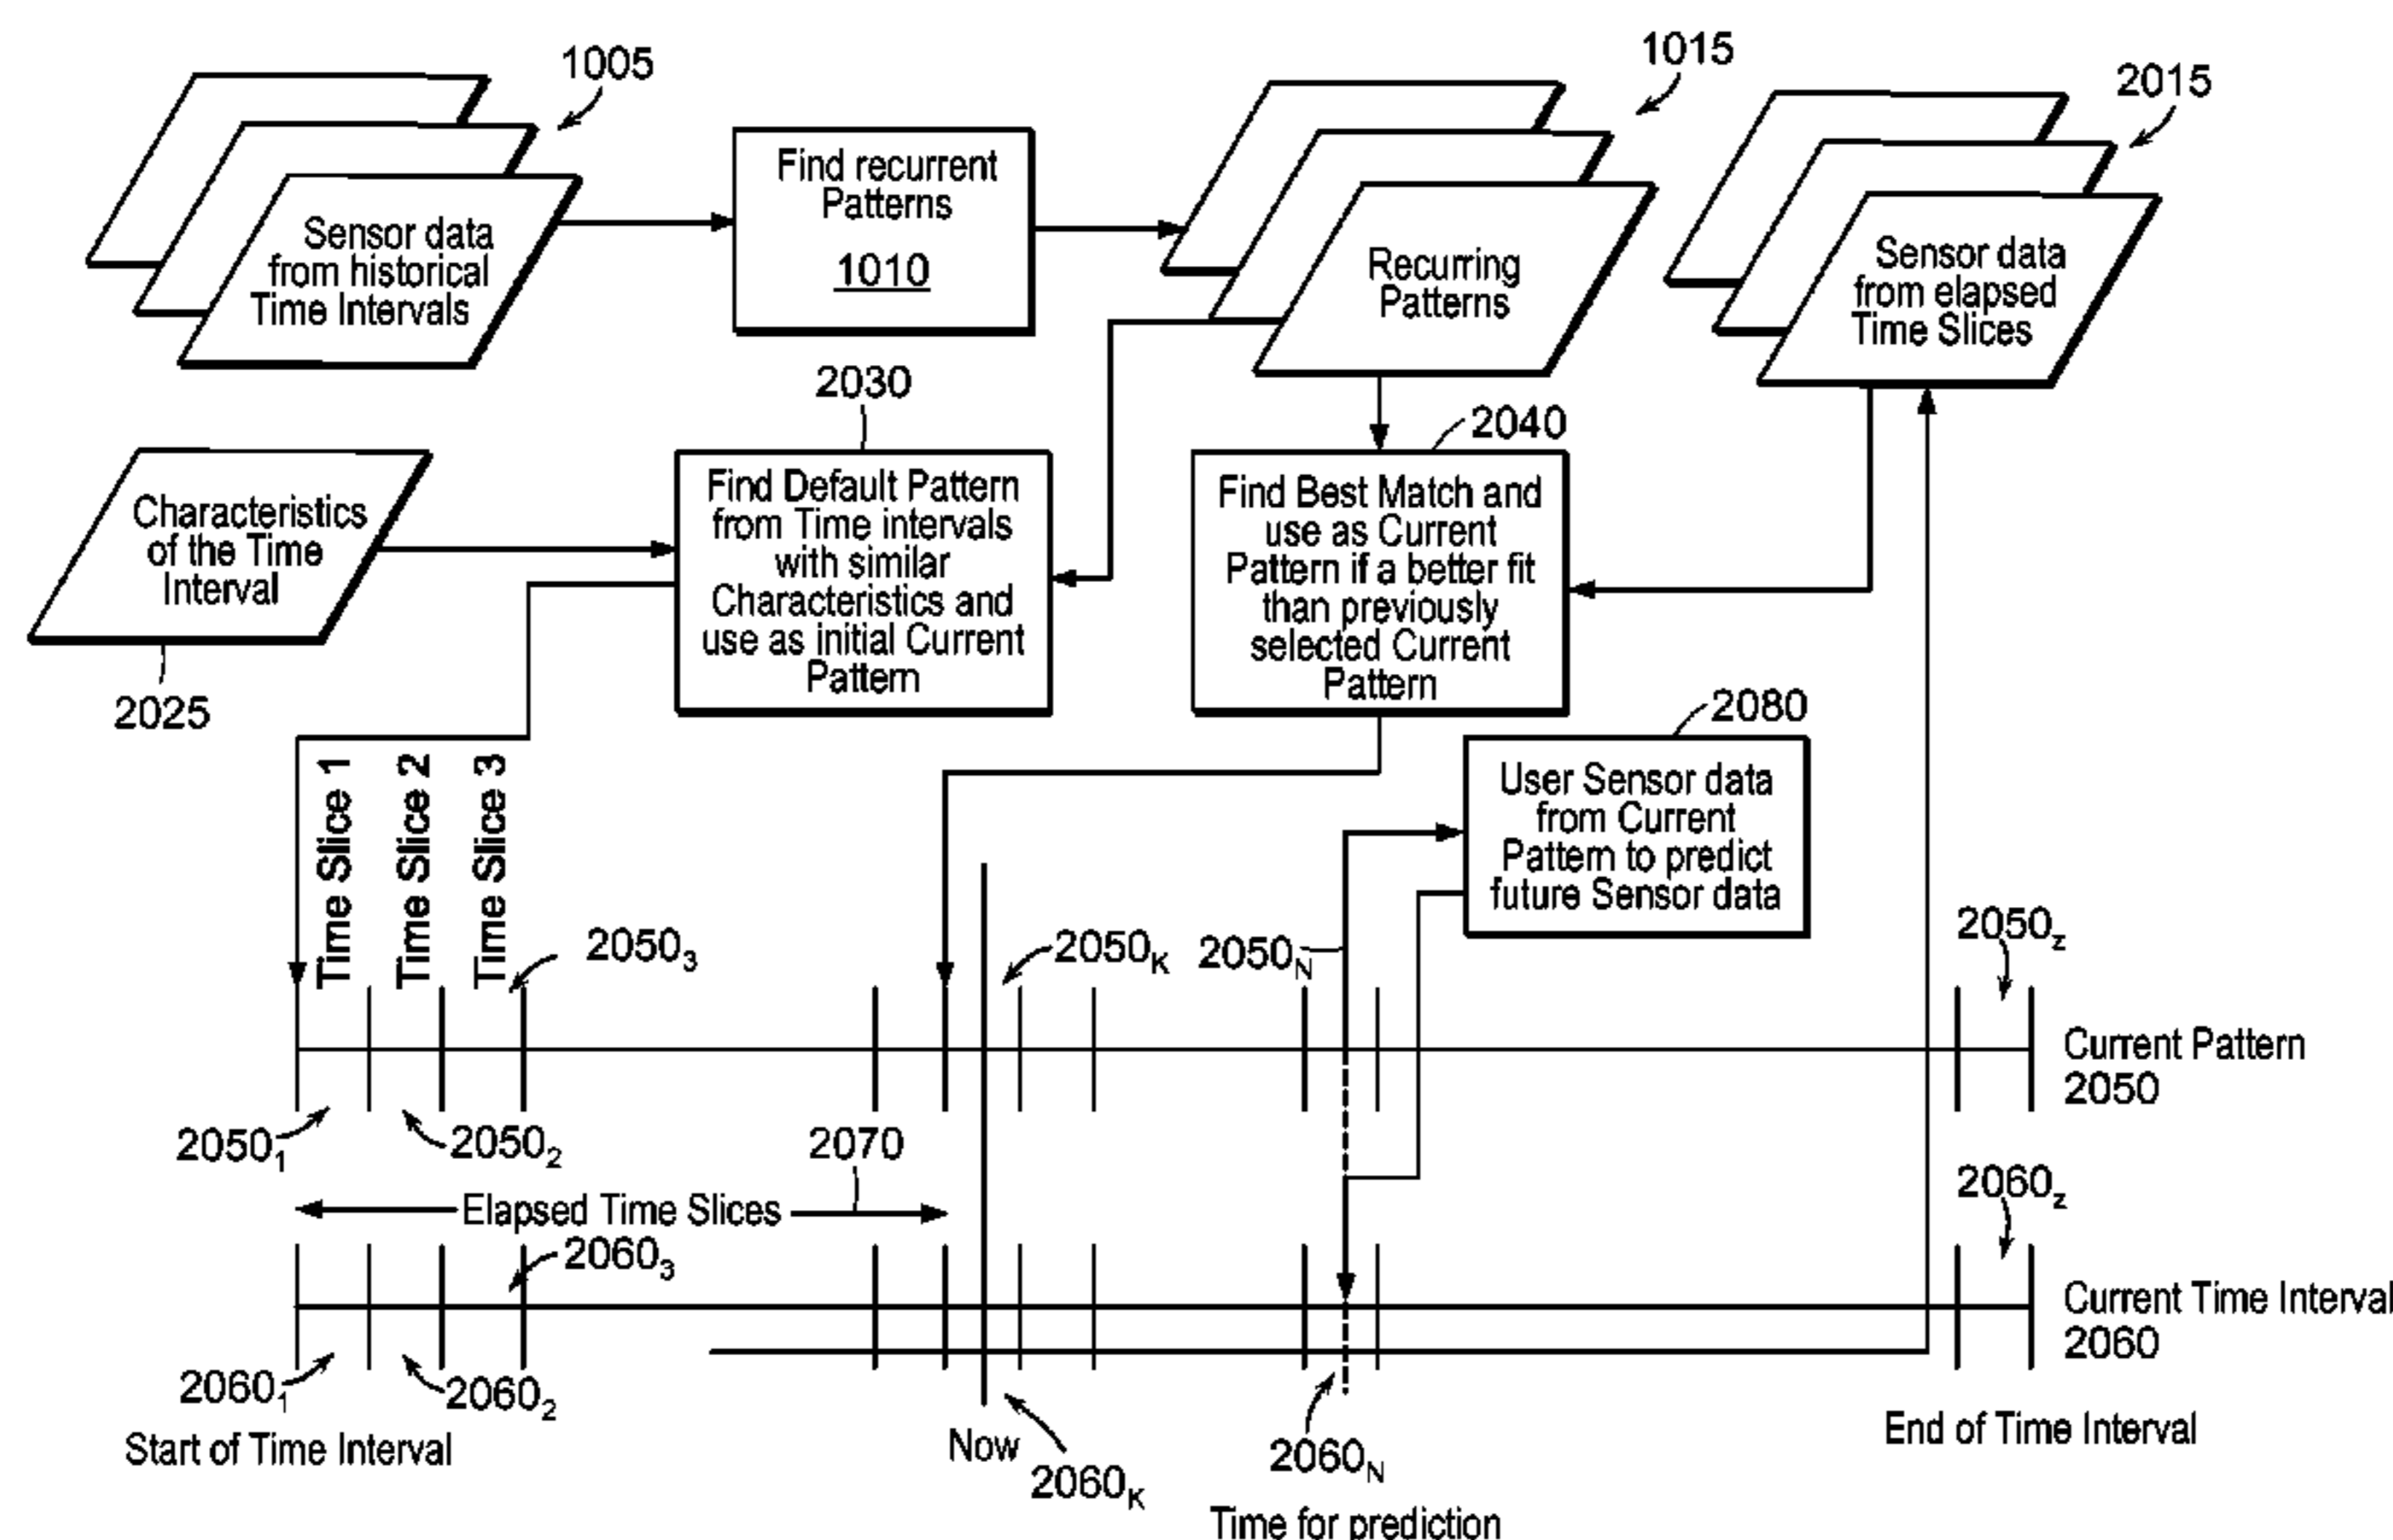 1005
1015
2015
Sensor data
from historical
Time Intervals
Find recurrent
Patterns
1010
Recurring
Patterns
Sensor data
from elapsed
Time Slices
2030
2040
Characteristics
of the Time
Interval
2025
Find Default Pattern
from Time intervals
with similar
Characteristics and
use as initial Current
Pattern
Find Best Match and
use as Current
Pattern if a better fit
than previously
selected Current
Pattern
2080
User Sensor data
from Current
Pattern to predict
future Sensor data
Time Slice 1
Time Slice 2
Time Slice 3
2050₃
2050K
2050N
2050z
Current Pattern
2050
2050₁
2050₂
2070
Elapsed Time Slices
2060₃
2060z
Current Time Interval
2060
2060₁
2060₂
Start of Time Interval
Now
2060K
2060N
Time for prediction
End of Time Interval